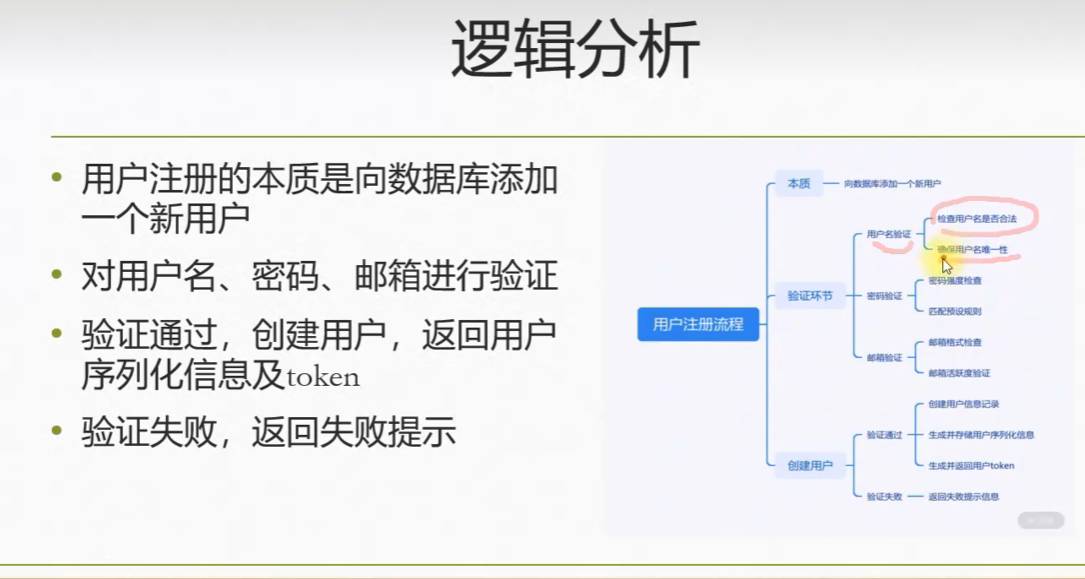 逻辑分析
用户注册的本质是向数据库添加
一个新用户
对用户名、密码、邮箱进行验证
验证通过，创建用户，返回用户
序列化信息及token
验证失败，返回失败提示
用户注册流程
本质
向数据库添加一个新用户
验证环节
用户名验证
检查用户名是否合法
确保用户名唯一性
密码验证
密码强度检查
匹配预设规则
邮箱验证
邮箱格式检查
邮箱活跃度验证
创建用户
验证通过
创建用户信息记录
生成并存储用户序列化信息
生成并返回用户token
验证失败
返回失败提示信息